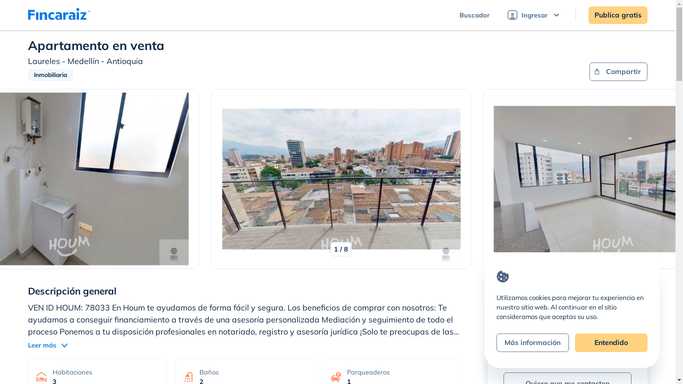 Fincaraiz
Buscador
Ingresar
Publica gratis
Apartamento en venta
Laureles - Medellín - Antioquia
Inmobiliaria
Compartir
HOUM
HOUM
HOUM
1 / 8
Descripción general
VEN ID HOUM: 78033 En Houm te ayudamos de forma fácil y segura. Los beneficios de comprar con nosotros: Te
ayudamos a conseguir financiamiento a través de una asesoría personalizada Mediación y seguimiento de todo el
proceso Ponemos a tu disposición profesionales en notariado, registro y asesoría jurídica ¡Solo te preocupas de las...
Leer más
Habitaciones
3
Baños
2
Parqueaderos
1
Utilizamos cookies para mejorar tu experiencia en
nuestro sitio web. Al continuar en el sitio
consideramos que aceptas su uso.
Más información
Entendido
Quiero que me contacten